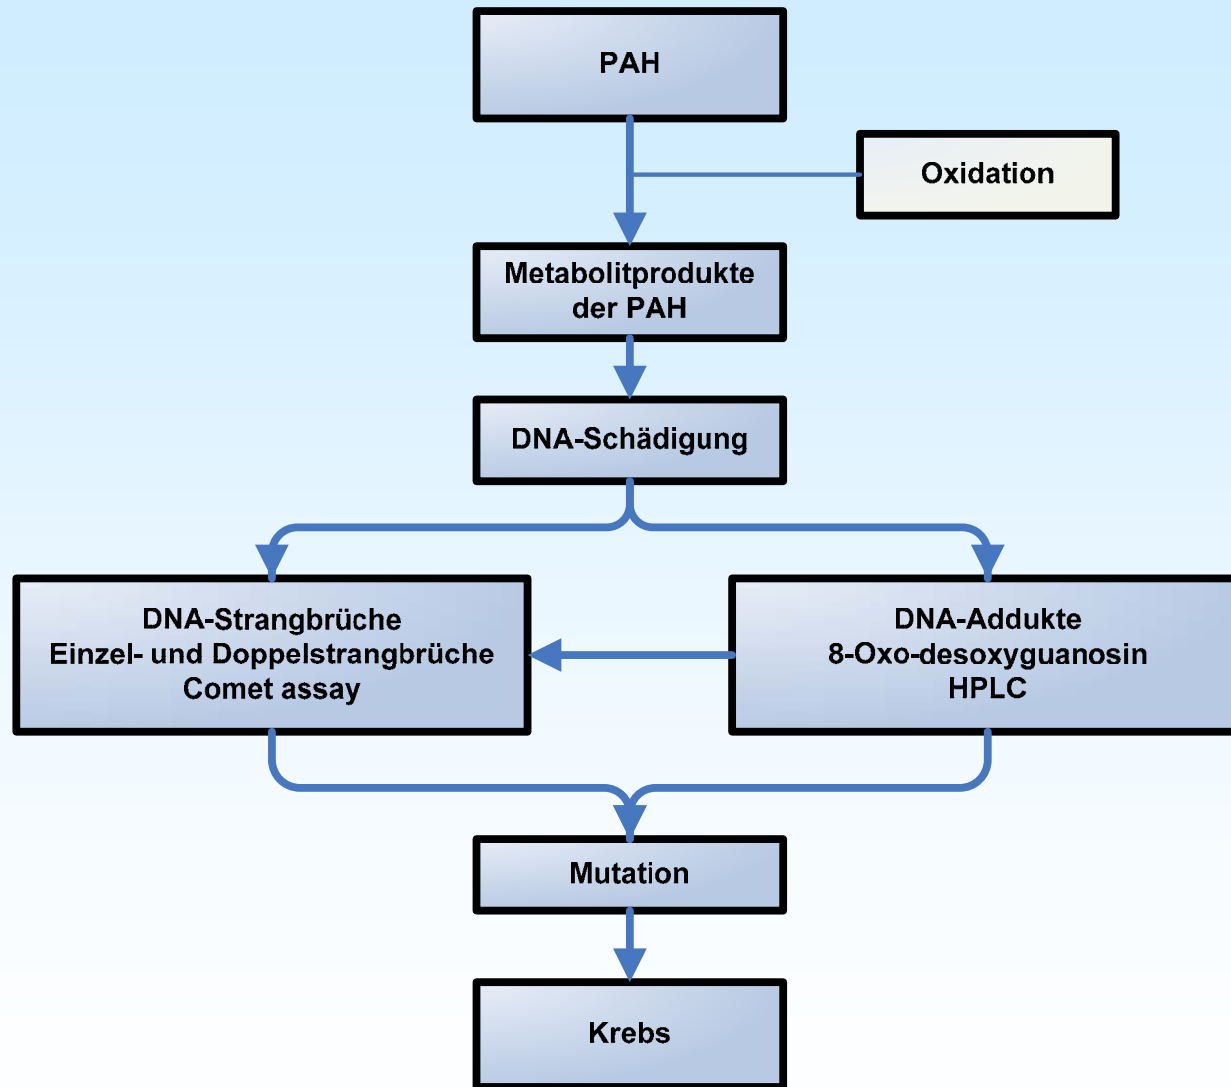 PAH
Oxidation
Metabolitprodukte
der PAH
DNA-Schädigung
DNA-Strangbrüche
Einzel- und Doppelstrangbrüche
Comet assay
DNA-Addukte
8-Oxo-desoxyguanosin
HPLC
Mutation
Krebs